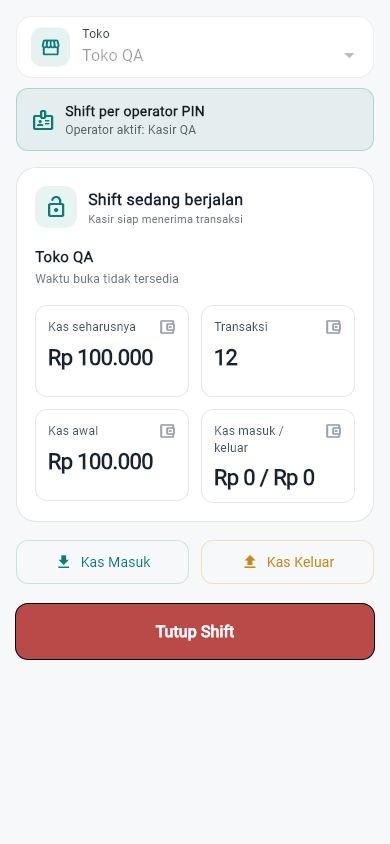 Toko
Toko QA
Shift per operator PIN
Operator aktif: Kasir QA
Shift sedang berjalan
Kasir siap menerima transaksi
Toko QA
Waktu buka tidak tersedia
Kas seharusnya
Rp 100.000
Transaksi
12
Kas awal
Rp 100.000
Kas masuk /
keluar
Rp 0 / Rp 0
Kas Masuk
Kas Keluar
Tutup Shift